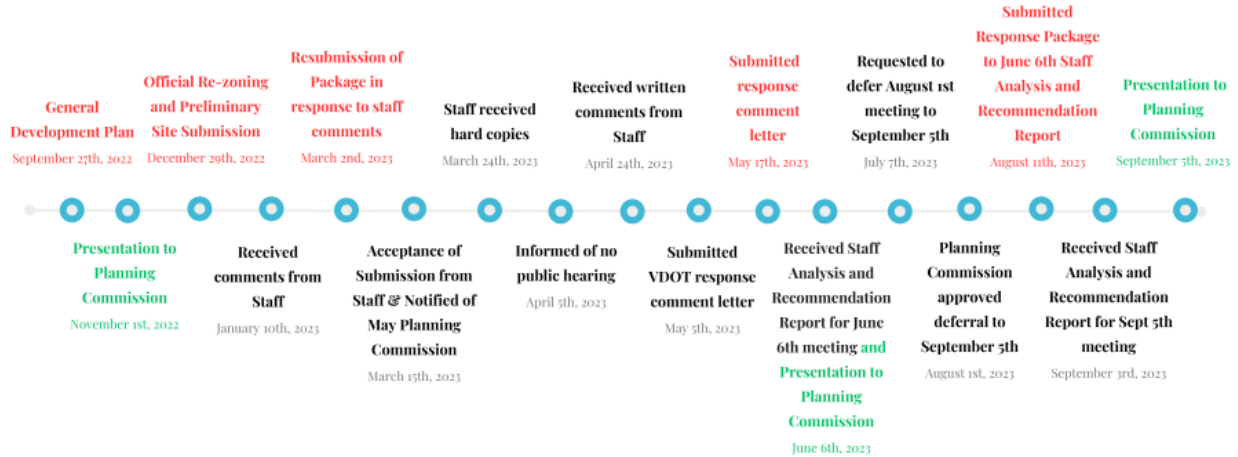 General
Development Plan
September 27th, 2022
Presentation to
Planning
Commission
November 1st, 2022
Official Re-zoning
and Preliminary
Site Submission
December 29th, 2022
Received
comments from
Staff
January 10th, 2023
Resubmission of
Package in
response to staff
comments
March 2nd, 2023
Acceptance of
Submission from
Staff & Notified of
May Planning
Commission
March 15th, 2023
Staff received
hard copies
March 24th, 2023
Informed of no
public hearing
April 5th, 2023
Received written
comments from
Staff
April 24th, 2023
Submitted
VDOT response
comment letter
May 5th, 2023
Submitted
response
comment
letter
May 17th, 2023
Received Staff
Analysis and
Recommendation
Report for June
6th meeting and
Presentation to
Planning
Commission
June 6th, 2023
Requested to
defer August 1st
meeting to
September 5th
July 7th, 2023
Planning
Commission
approved
deferral to
September 5th
August 1st, 2023
Submitted
Response Package
to June 6th Staff
Analysis and
Recommendation
Report
August 11th, 2023
Received Staff
Analysis and
Recommendation
Report for Sept 5th
meeting
September 3rd, 2023
Presentation to
Planning
Commission
September 5th, 2023